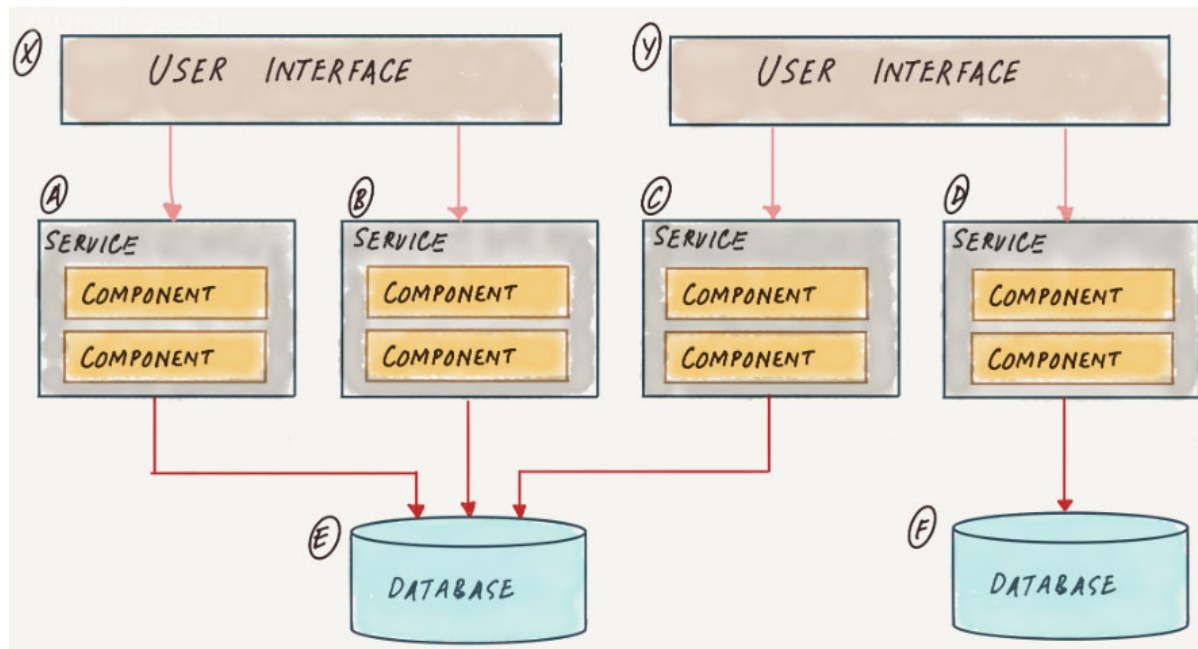 X
USER INTERFACE
Y
USER INTERFACE
A
SERVICE
COMPONENT
COMPONENT
B
SERVICE
COMPONENT
COMPONENT
C
SERVICE
COMPONENT
COMPONENT
D
SERVICE
COMPONENT
COMPONENT
E
DATABASE
F
DATABASE